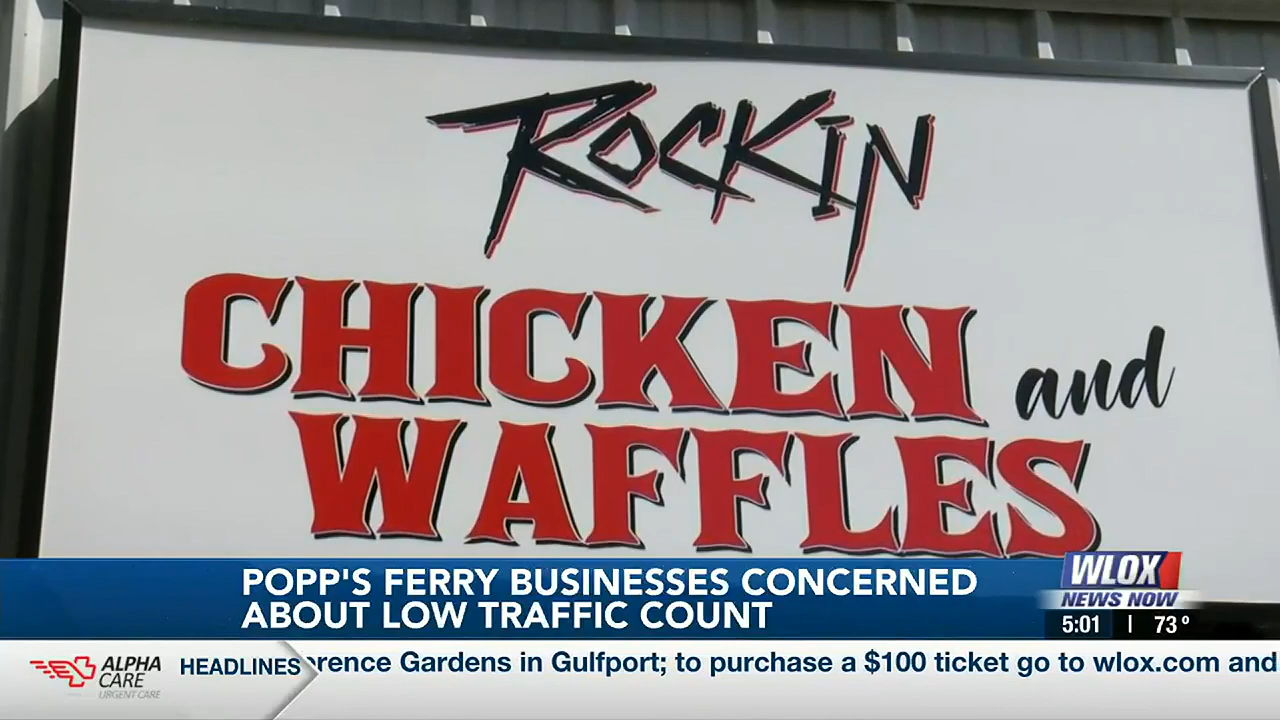 ROCKIN
CHICKEN and
WAFFLES
POPP'S FERRY BUSINESSES CONCERNED
ABOUT LOW TRAFFIC COUNT
WLOX
NEWS NOW
5:01 | 73°
ALPHA
CARE
URGENT CARE
HEADLINES
rence Gardens in Gulfport; to purchase a $100 ticket go to wlox.com and